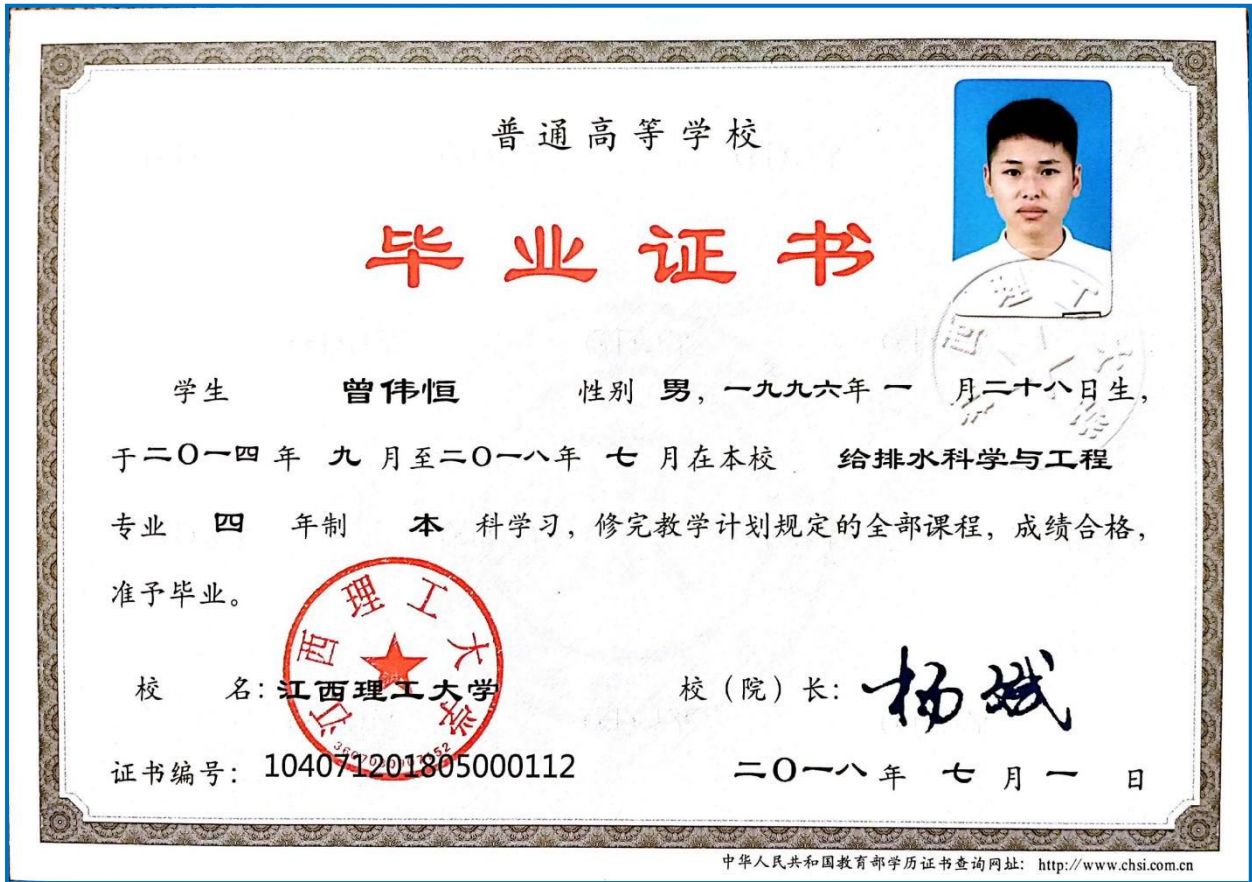 普通高等学校
毕业证书
学生 曾伟恒 性别 男，一九九六年 一 月二十八日生，
于二〇一四 年 九 月至二〇一八年 七 月在本校 给排水科学与工程
专业 四 年制 本 科学习，修完教学计划规定的全部课程，成绩合格，
准予毕业。
江西理工大学
校 名：江西理工大学 校（院）长：杨斌
证书编号：104071201805000112 二〇一八 年 七 月 一 日
中华人民共和国教育部学历证书查询网址：http://www.chsi.com.cn